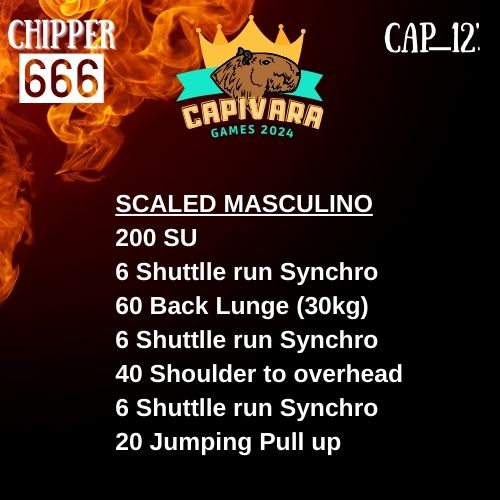 CHIPPER
666
CAPIVARA
GAMES 2024
SCALED MASCULINO
200 SU
6 Shuttlle run Synchro
60 Back Lunge (30kg)
6 Shuttlle run Synchro
40 Shoulder to overhead
6 Shuttlle run Synchro
20 Jumping Pull up